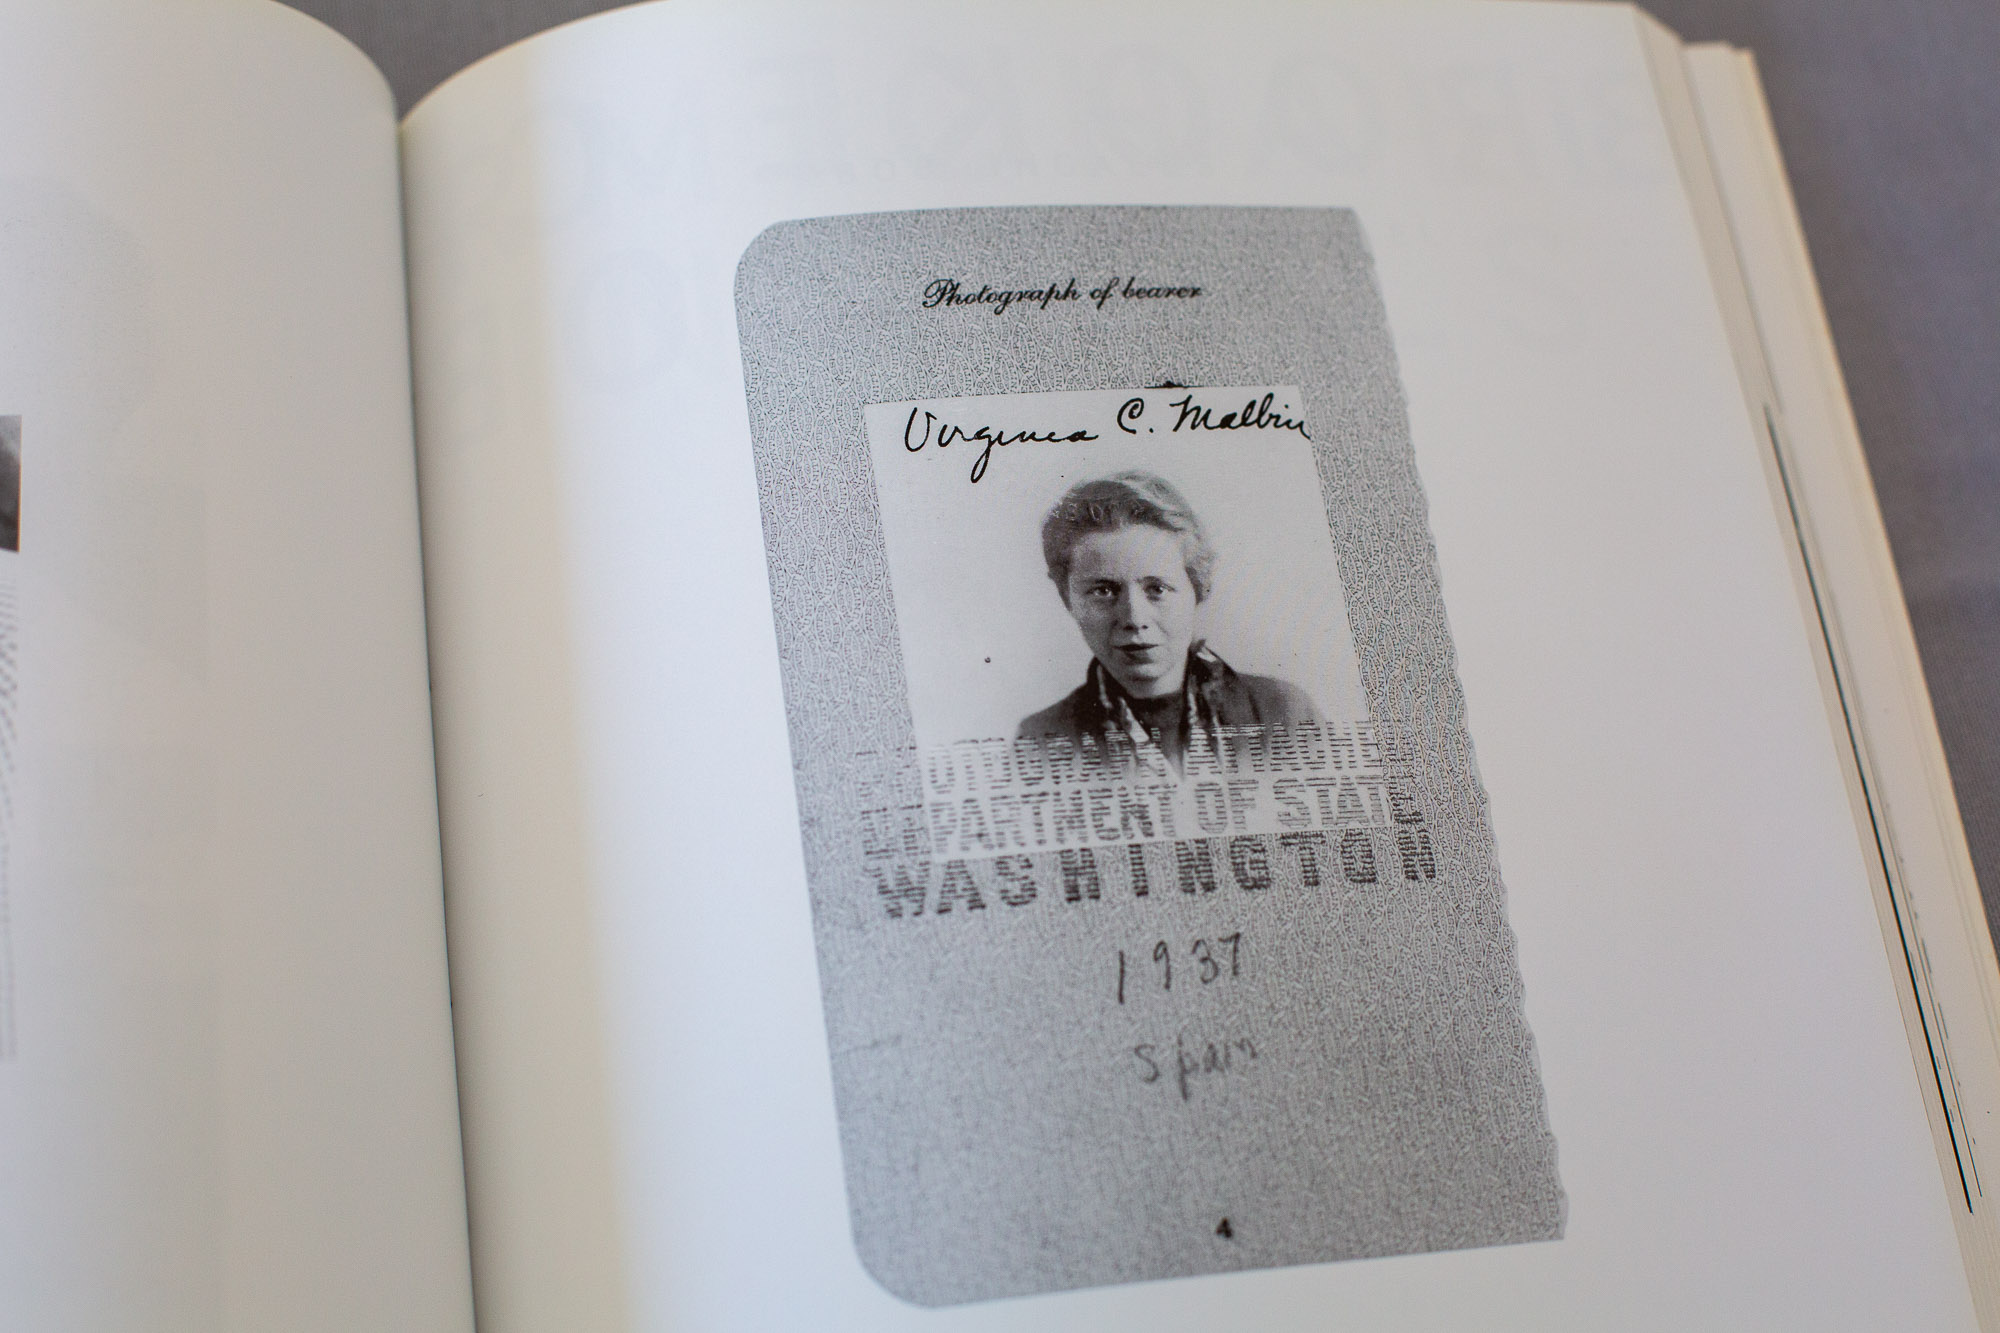 Photograph of bearer
Virginia C. Malbin
PHOTOGRAPH ATTACHED
DEPARTMENT OF STATE
WASHINGTON
1937
Spain
4